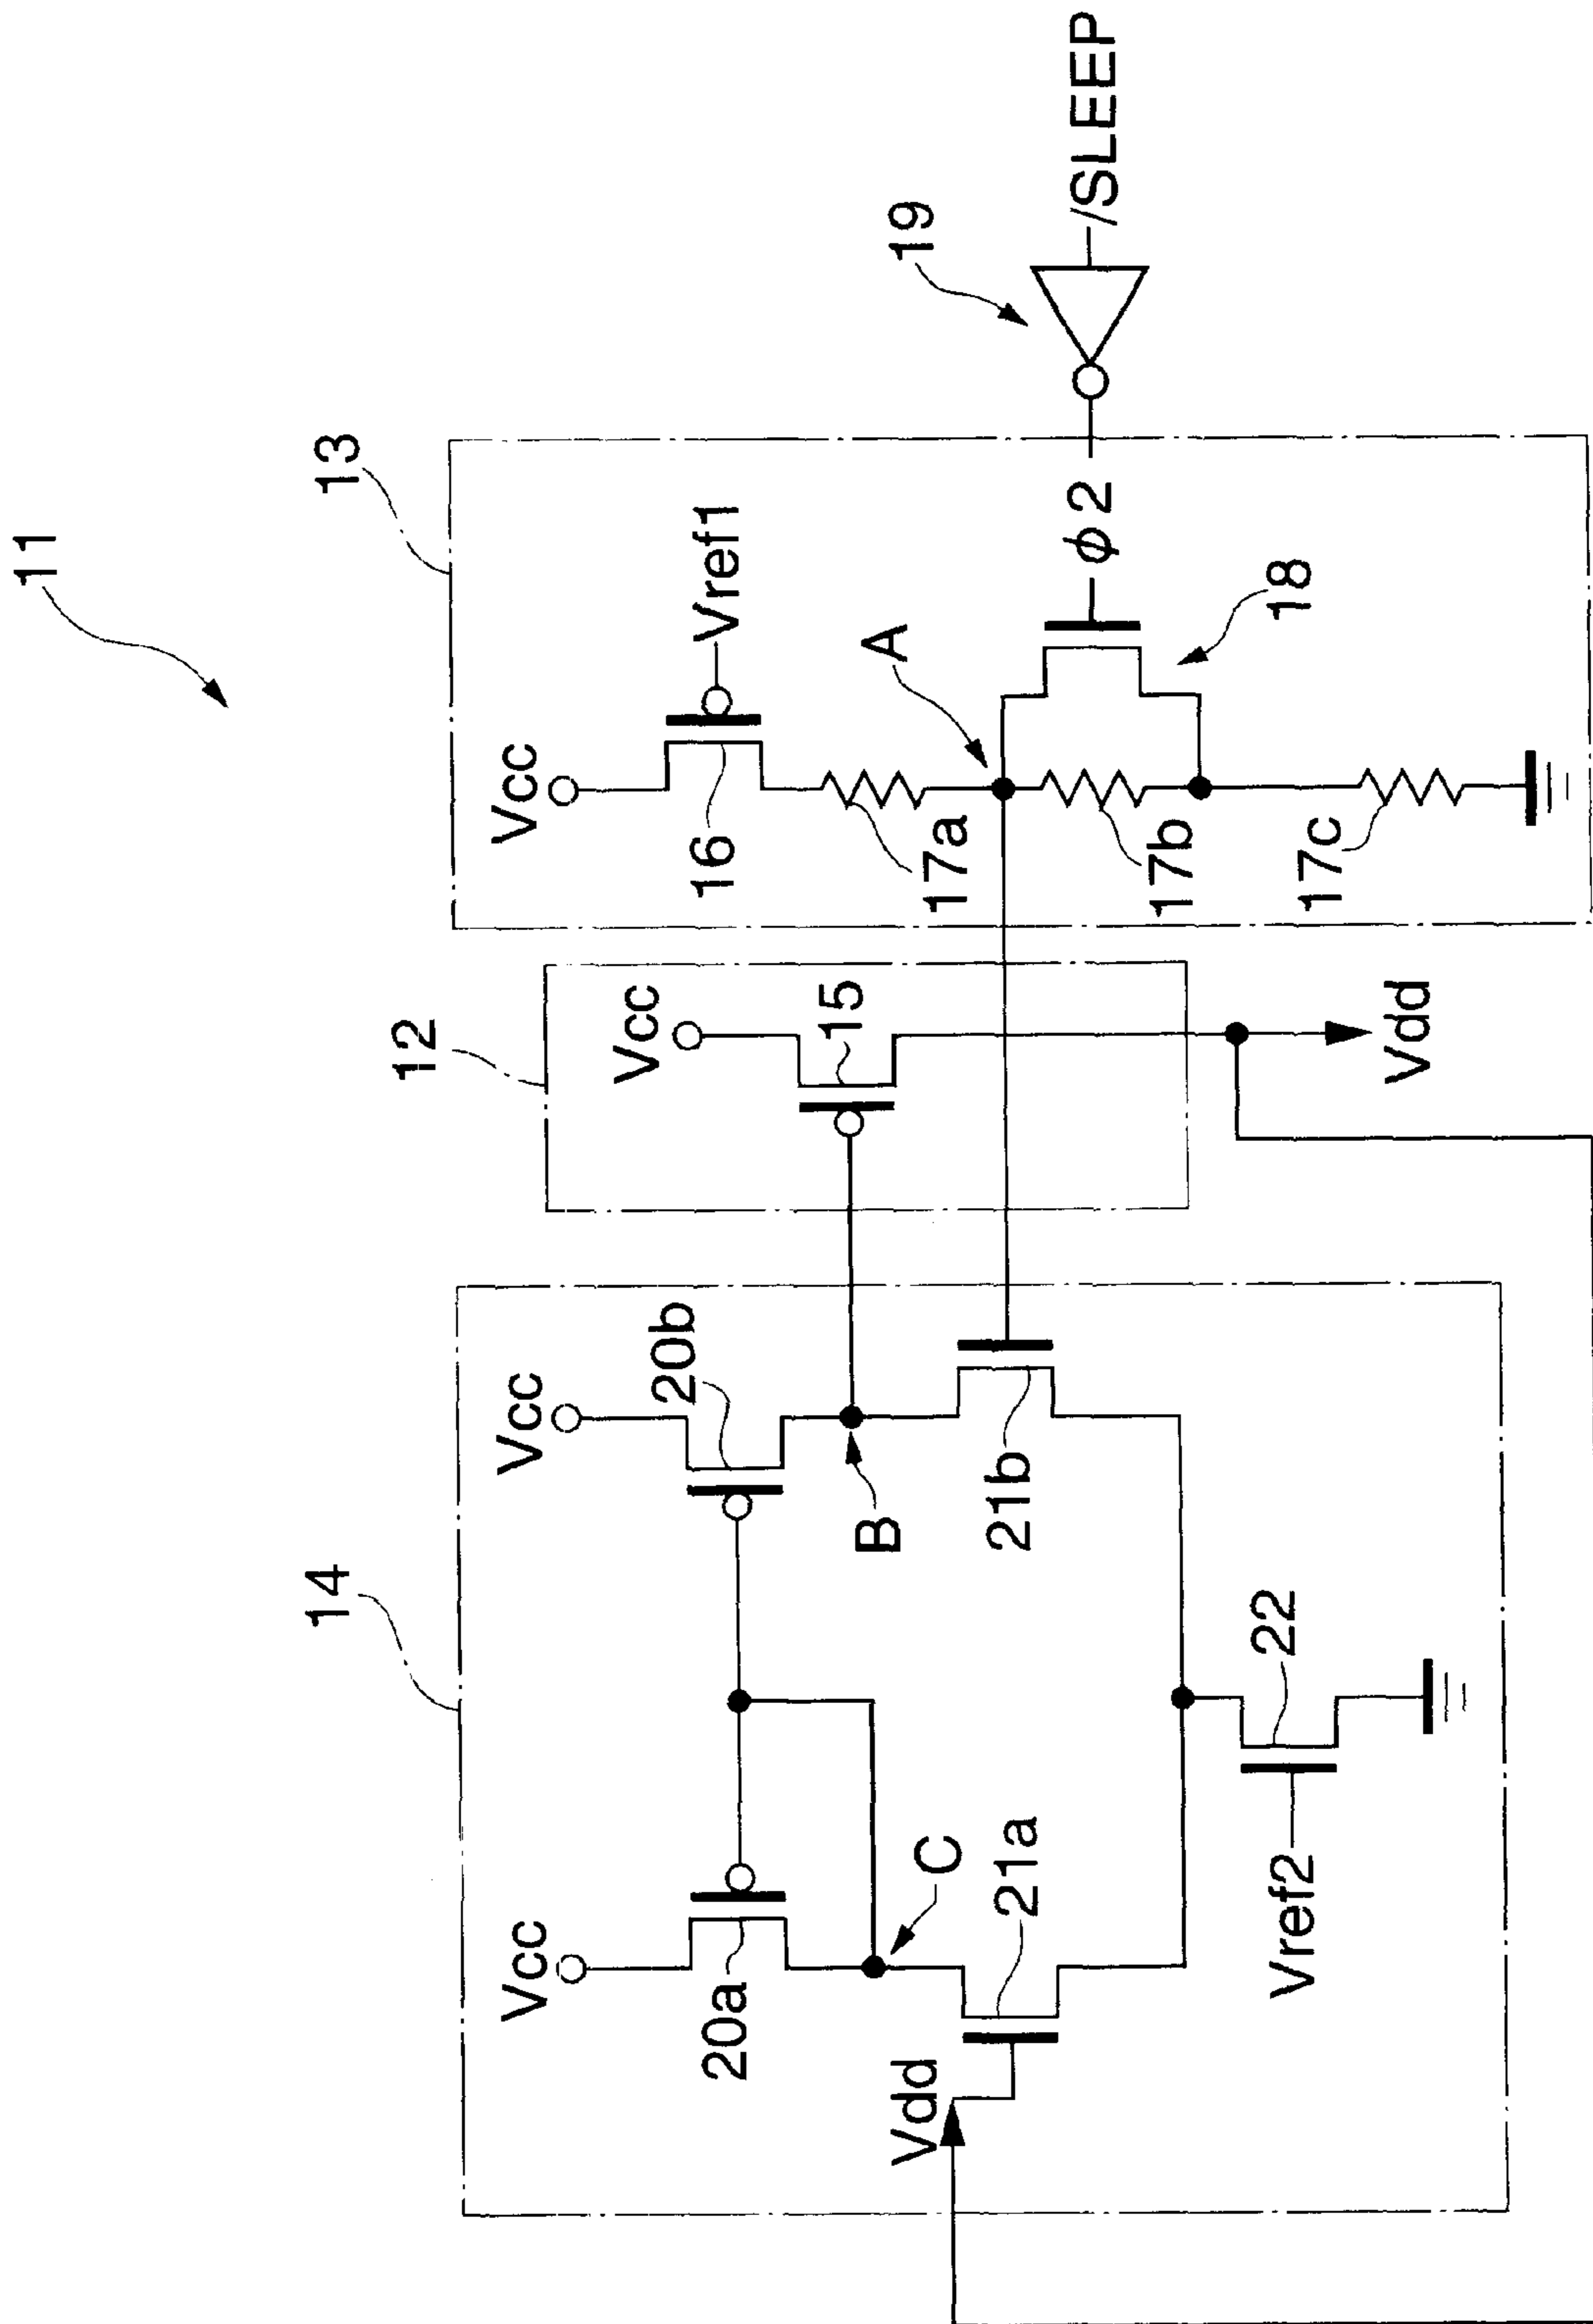 11
14
12
13
Vcc
Vcc
Vcc
Vcc
20a
20b
15
16
Vref1
19
/SLEEP
C
B
A
17a
φ2
Vdd
21a
21b
17b
18
Vref2
22
Vdd
17c